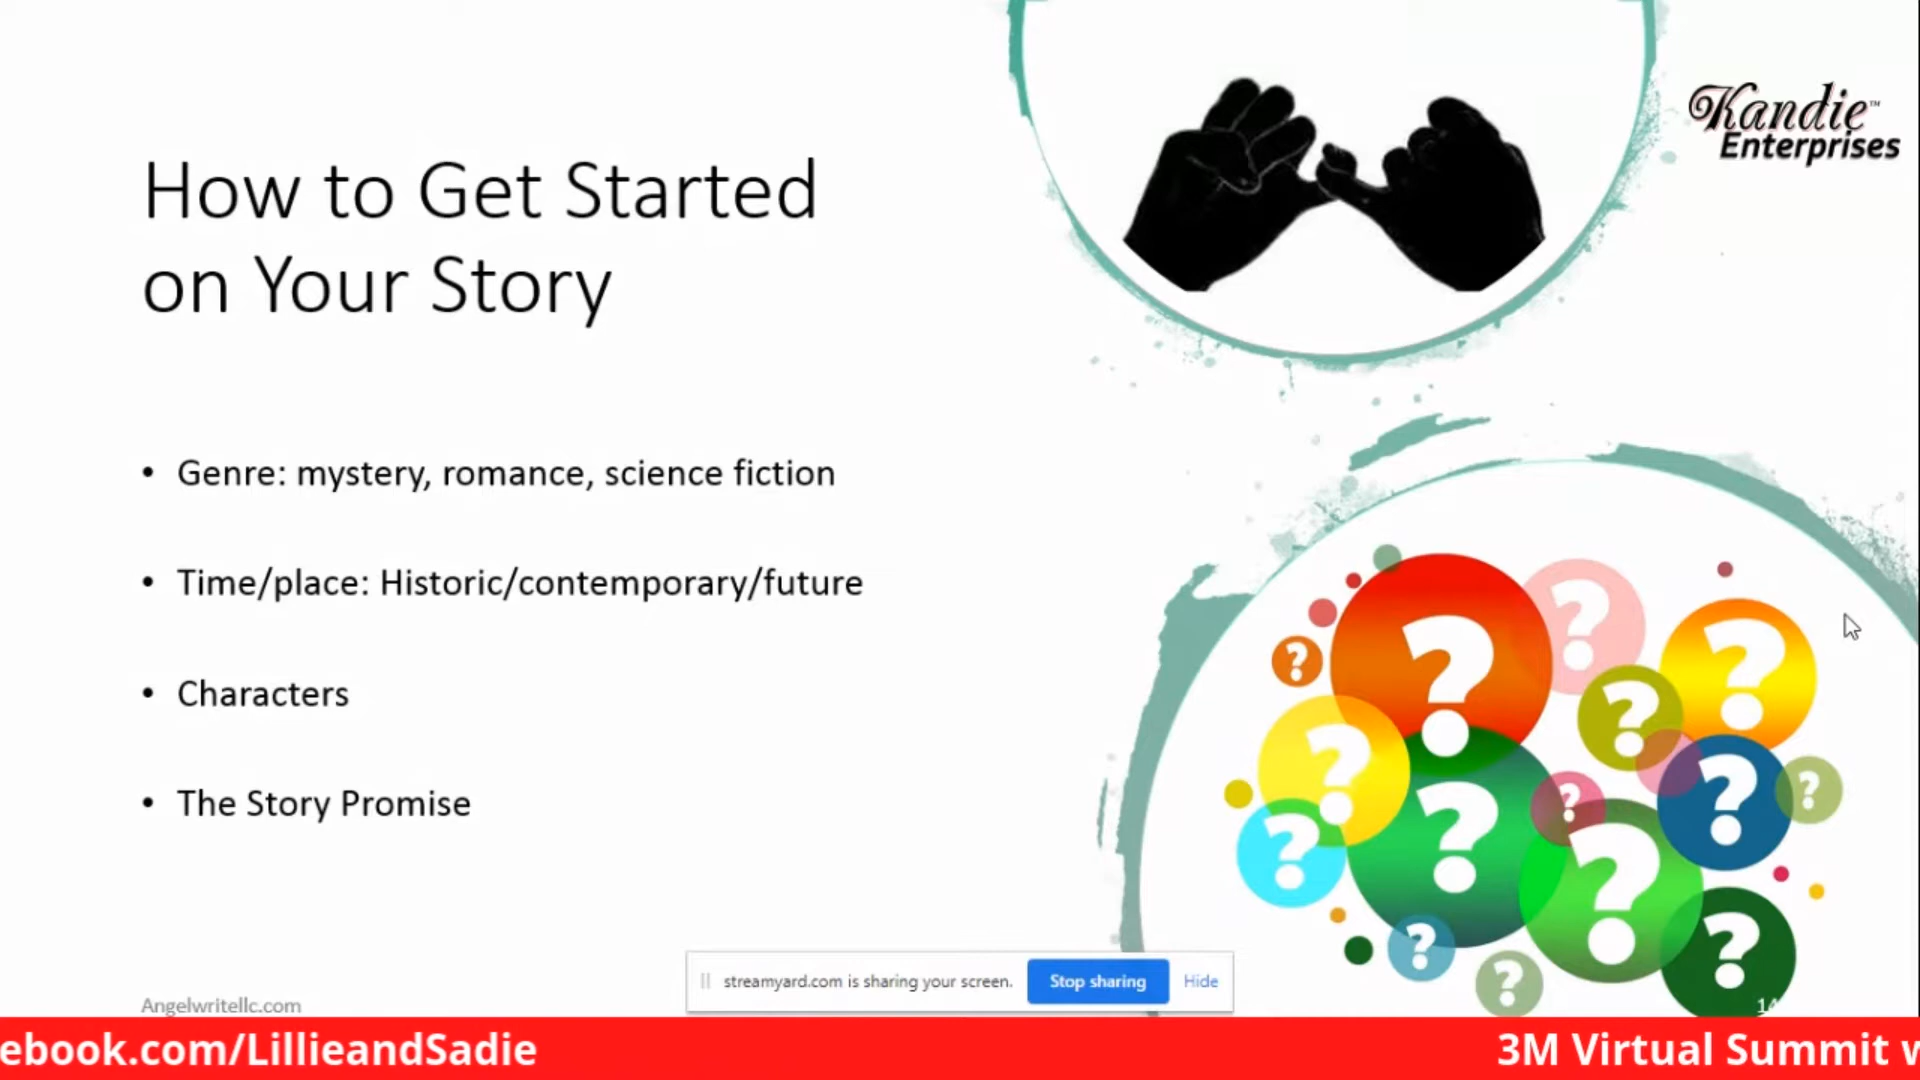 Kandie™
Enterprises
How to Get Started
on Your Story
• Genre: mystery, romance, science fiction
• Time/place: Historic/contemporary/future
• Characters
• The Story Promise
? ? ? ? ? ? ? ? ? ? ? ? ? ? ?
streamyard.com is sharing your screen.
Stop sharing
Hide
Angelwritellc.com
ebook.com/LillieandSadie
3M Virtual Summit